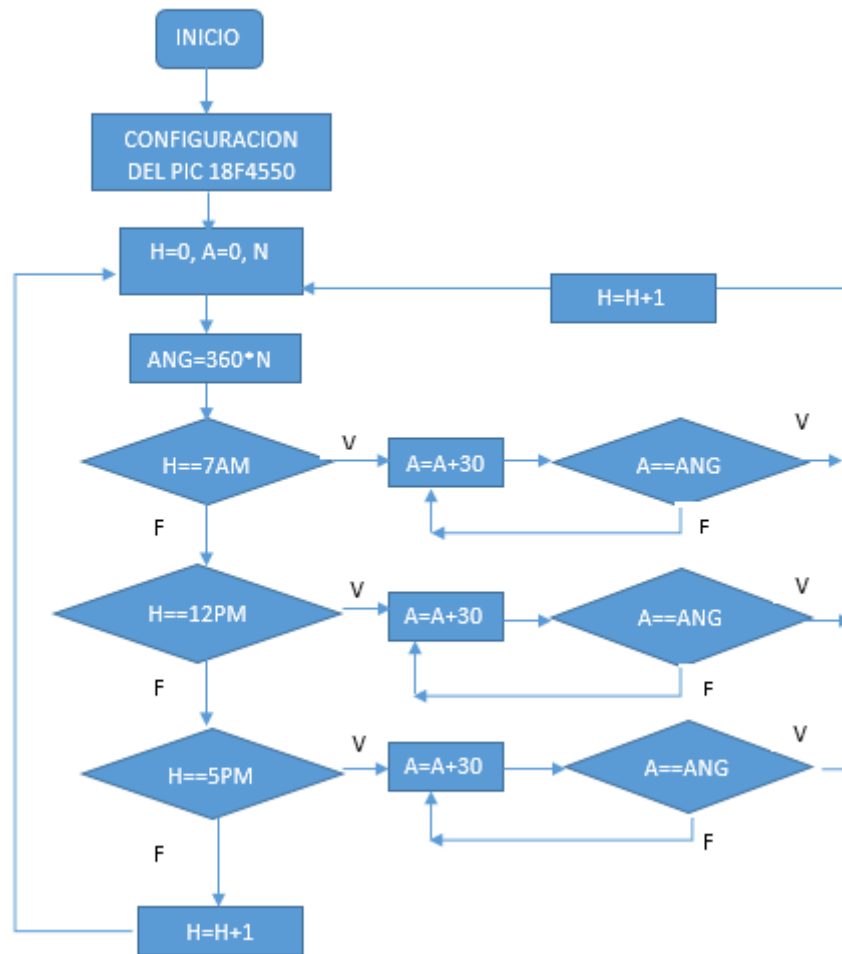 INICIO
CONFIGURACION
DEL PIC 18F4550
H=0, A=0, N
H=H+1
ANG=360*N
H==7AM
V
A=A+30
A==ANG
V
F
F
H==12PM
V
A=A+30
A==ANG
V
F
F
H==5PM
V
A=A+30
A==ANG
V
F
F
H=H+1